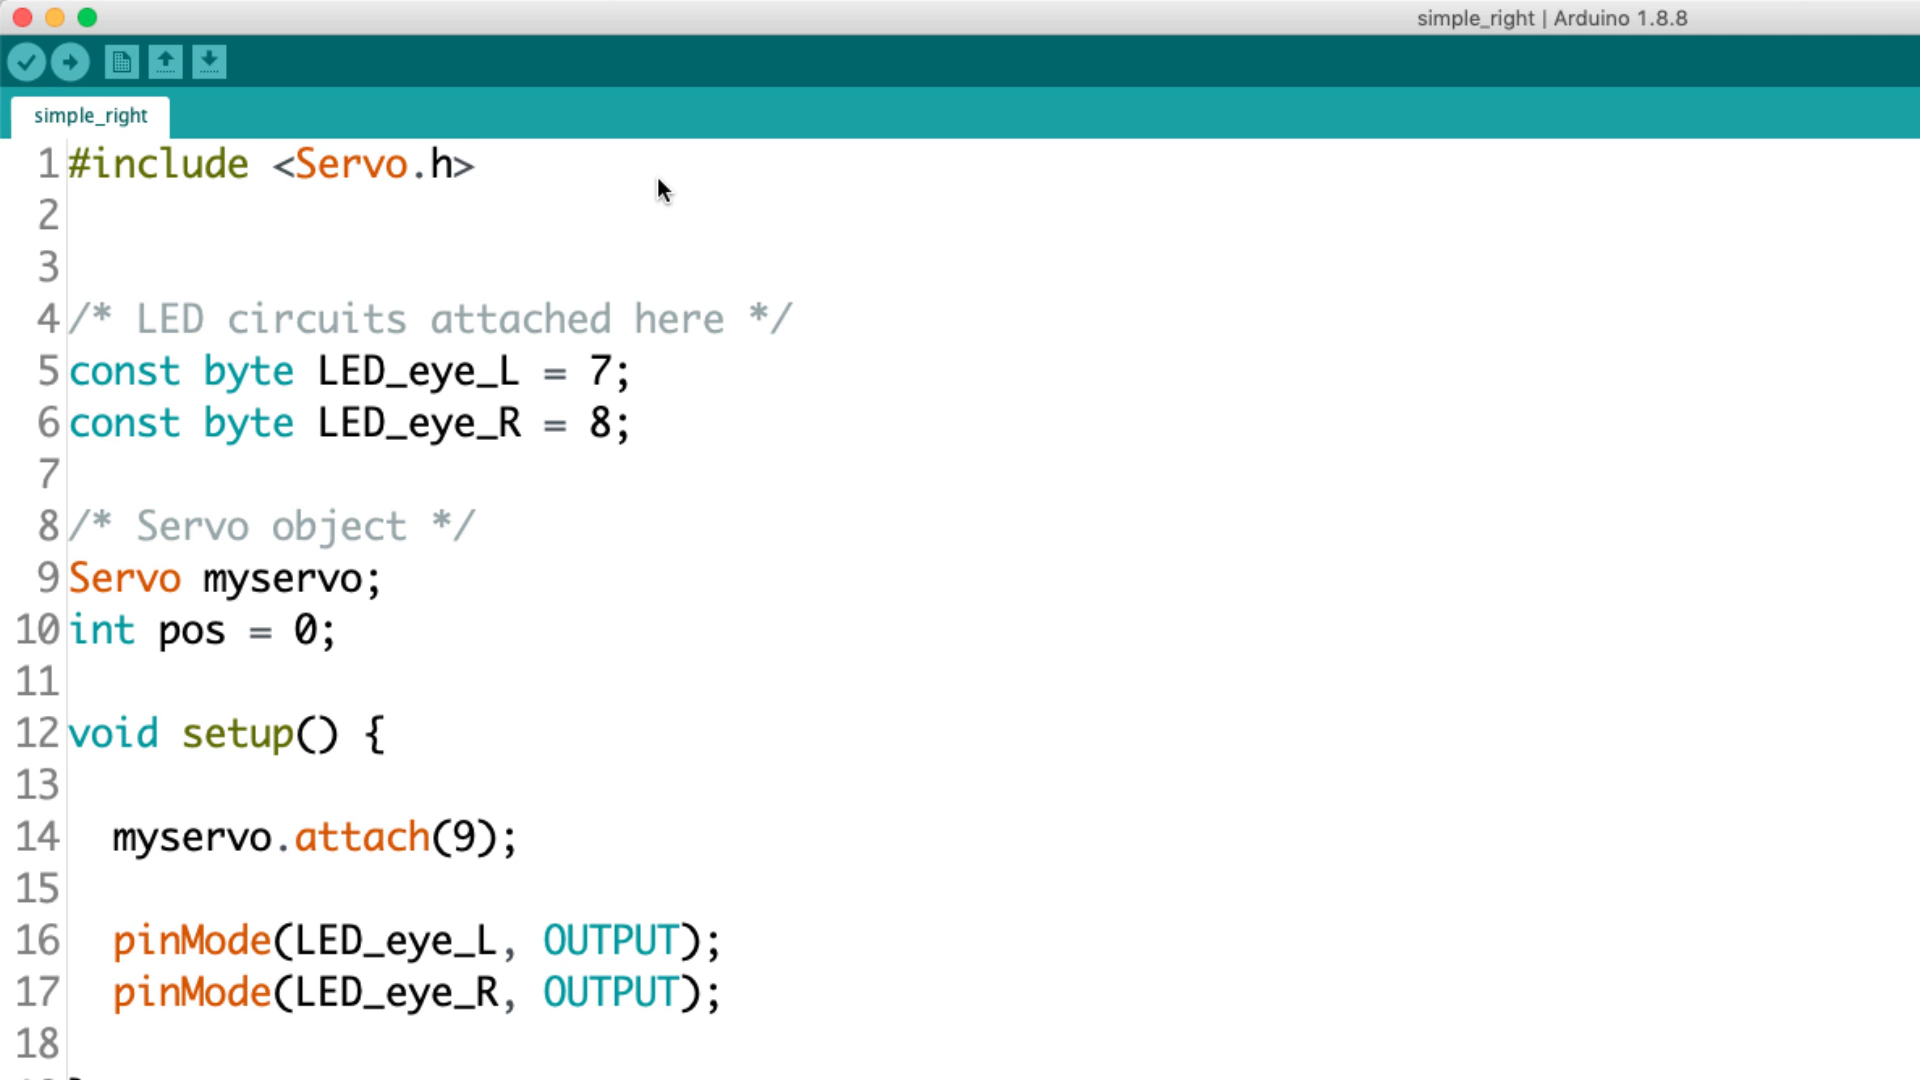 simple_right | Arduino 1.8.8
simple_right
1 #include <Servo.h>
2
3
4 /* LED circuits attached here */
5 const byte LED_eye_L = 7;
6 const byte LED_eye_R = 8;
7
8 /* Servo object */
9 Servo myservo;
10 int pos = 0;
11
12 void setup() {
13
14 myservo.attach(9);
15
16 pinMode(LED_eye_L, OUTPUT);
17 pinMode(LED_eye_R, OUTPUT);
18